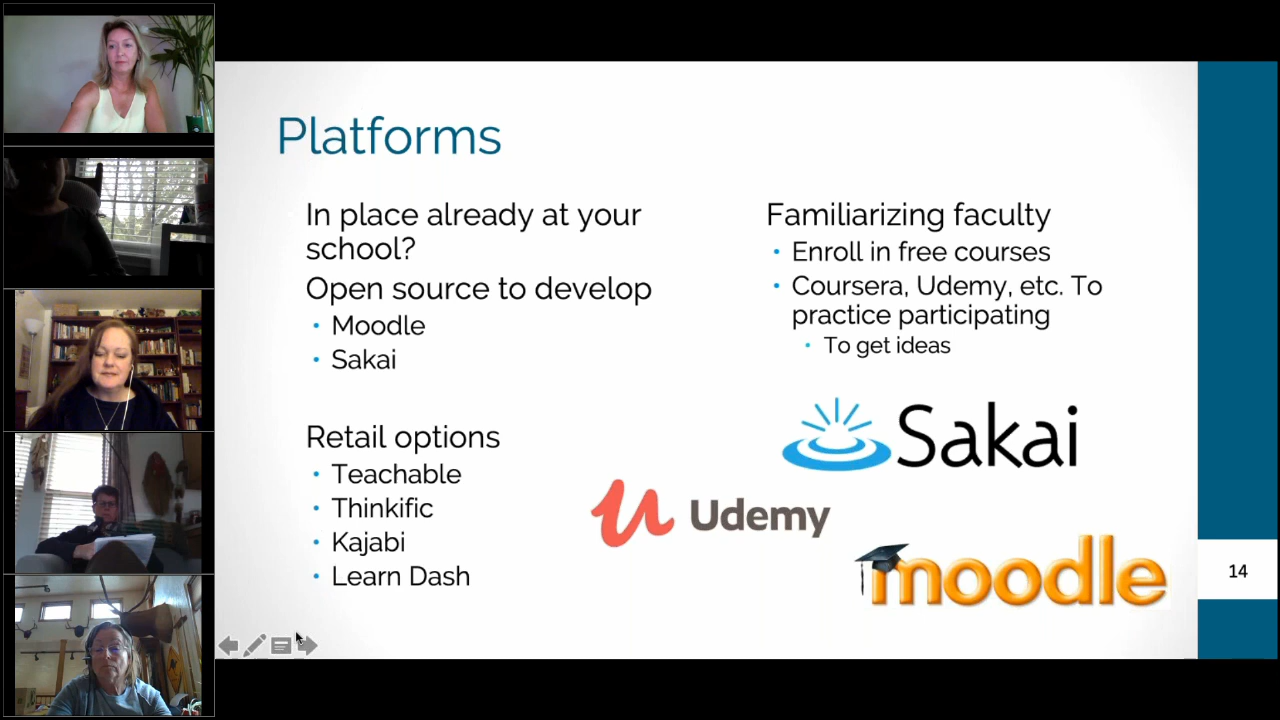 Platforms
In place already at your
school?
Open source to develop
Moodle
Sakai
Retail options
Teachable
Thinkific
Kajabi
Learn Dash
Familiarizing faculty
Enroll in free courses
Coursera, Udemy, etc. To
practice participating
To get ideas
Sakai
Udemy
moodle
14